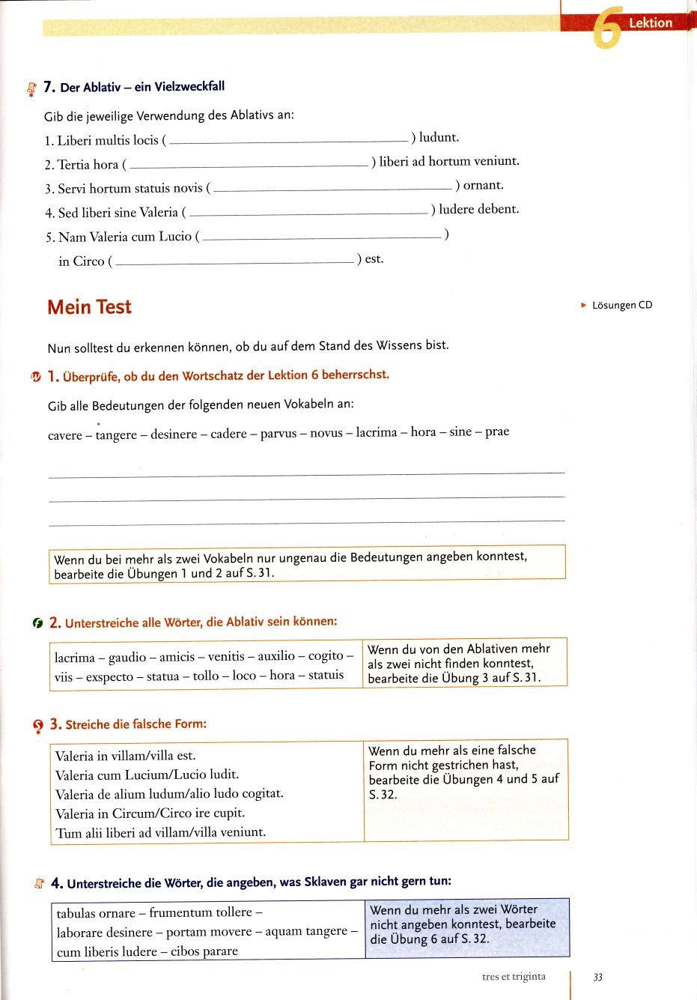 6 Lektion
7. Der Ablativ – ein Vielzweckfall
Gib die jeweilige Verwendung des Ablativs an:
1. Liberi multis locis ( ______ ) ludunt.
2. Tertia hora ( ______ ) liberi ad hortum veniunt.
3. Servi hortum statuis novis ( ______ ) ornant.
4. Sed liberi sine Valeria ( ______ ) ludere debent.
5. Nam Valeria cum Lucio ( ______ )
in Circo ( ______ ) est.
Mein Test
► Lösungen CD
Nun solltest du erkennen können, ob du auf dem Stand des Wissens bist.
W 1. Überprüfe, ob du den Wortschatz der Lektion 6 beherrschst.
Gib alle Bedeutungen der folgenden neuen Vokabeln an:
cavere – tangere – desinere – cadere – parvus – novus – lacrima – hora – sine – prae
Wenn du bei mehr als zwei Vokabeln nur ungenau die Bedeutungen angeben konntest,
bearbeite die Übungen 1 und 2 auf S. 31.
F 2. Unterstreiche alle Wörter, die Ablativ sein können:
lacrima – gaudio – amicis – venitis – auxilio – cogito –
viis – exspecto – statua – tollo – loco – hora – statuis
Wenn du von den Ablativen mehr
als zwei nicht finden konntest,
bearbeite die Übung 3 auf S. 31.
S 3. Streiche die falsche Form:
Valeria in villam/villa est.
Valeria cum Lucium/Lucio ludit.
Valeria de alium ludum/alio ludo cogitat.
Valeria in Circum/Circo ire cupit.
Tum alii liberi ad villam/villa veniunt.
Wenn du mehr als eine falsche
Form nicht gestrichen hast,
bearbeite die Übungen 4 und 5 auf
S. 32.
4. Unterstreiche die Wörter, die angeben, was Sklaven gar nicht gern tun:
tabulas ornare – frumentum tollere –
laborare desinere – portam movere – aquam tangere –
cum liberis ludere – cibos parare
Wenn du mehr als zwei Wörter
nicht angeben konntest, bearbeite
die Übung 6 auf S. 32.
tres et triginta 33